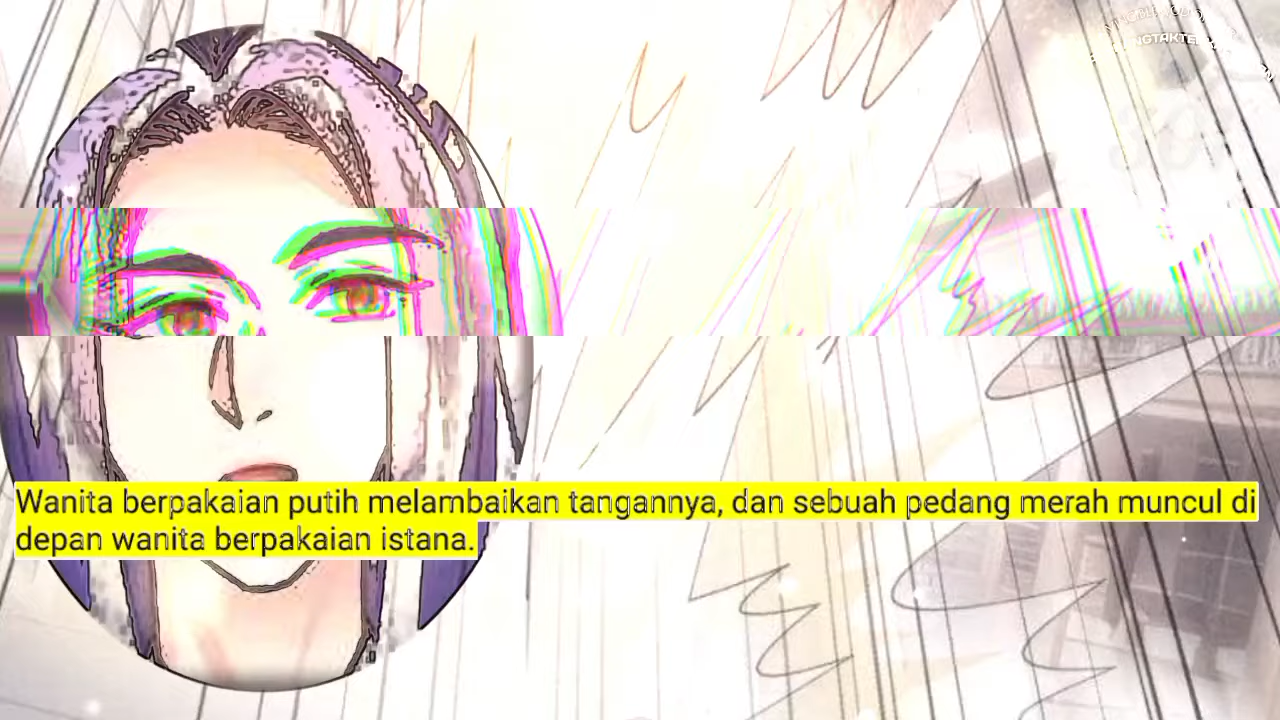 Wanita berpakaian putih melambaikan tangannya, dan sebuah pedang merah muncul di
depan wanita berpakaian istana.